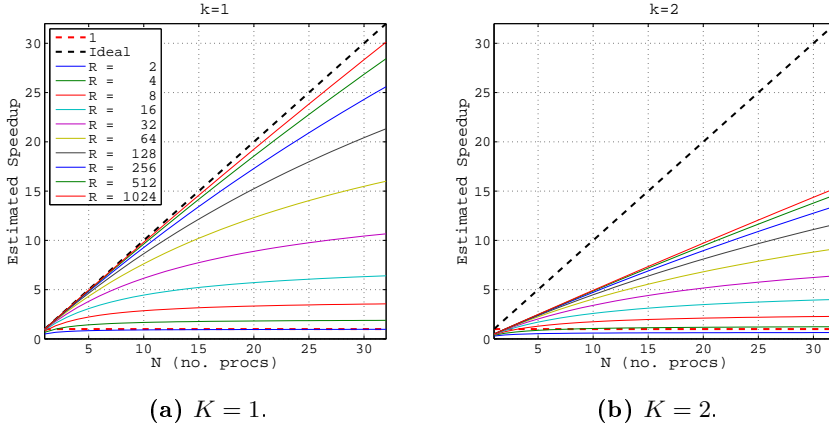 k=1
Estimated Speedup
30
25
20
15
10
5
0
1
Ideal
R = 2
R = 4
R = 8
R = 16
R = 32
R = 64
R = 128
R = 256
R = 512
R = 1024
5 10 15 20 25 30
N (no. procs)
(a) K = 1.
k=2
Estimated Speedup
30
25
20
15
10
5
0
5 10 15 20 25 30
N (no. procs)
(b) K = 2.